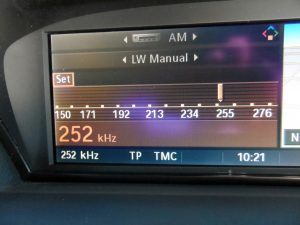 AM
LW Manual
Set
150 171 192 213 234 255 276
252 kHz
252 kHz TP TMC 10:21
N